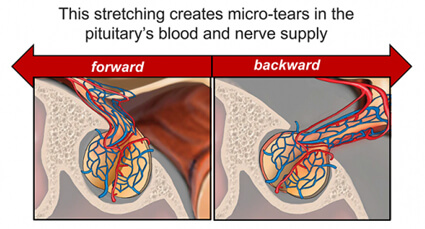 This stretching creates micro-tears in the
pituitary's blood and nerve supply
forward
backward